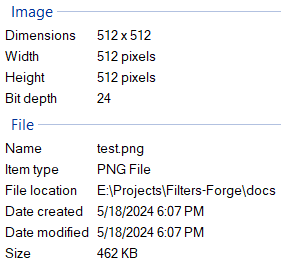 Image
Dimensions 512 x 512
Width 512 pixels
Height 512 pixels
Bit depth 24
File
Name test.png
Item type PNG File
File location E:\Projects\Filters-Forge\docs
Date created 5/18/2024 6:07 PM
Date modified 5/18/2024 6:07 PM
Size 462 KB